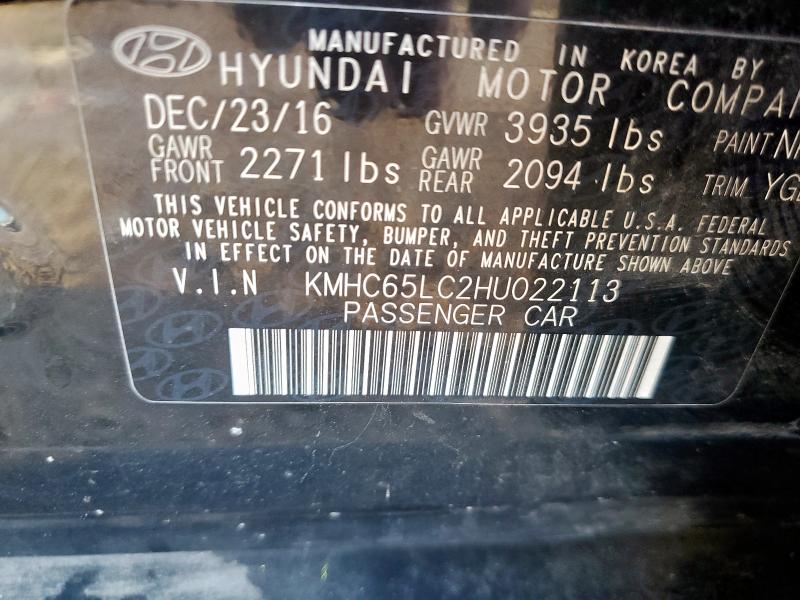 MANUFACTURED IN KOREA BY
HYUNDAI MOTOR COMPA
DEC/23/16 GVWR 3935 lbs PAINT
GAWR FRONT 2271 lbs GAWR REAR 2094 lbs TRIM
THIS VEHICLE CONFORMS TO ALL APPLICABLE U.S.A. FEDERAL
MOTOR VEHICLE SAFETY, BUMPER, AND THEFT PREVENTION STANDARDS
IN EFFECT ON THE DATE OF MANUFACTURE SHOWN ABOVE
V.I.N KMHC65LC2HU022113
PASSENGER CAR